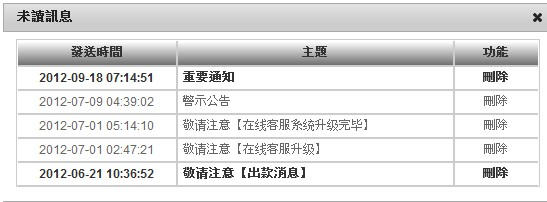 未讀訊息
發送時間 主題 功能
2012-09-18 07:14:51 重要通知 刪除
2012-07-09 04:39:02 警示公告 刪除
2012-07-01 05:14:10 敬请注意【在线客服系统升级完毕】 刪除
2012-07-01 02:47:21 敬请注意【在线客服升级】 刪除
2012-06-21 10:36:52 敬请注意【出款消息】 刪除